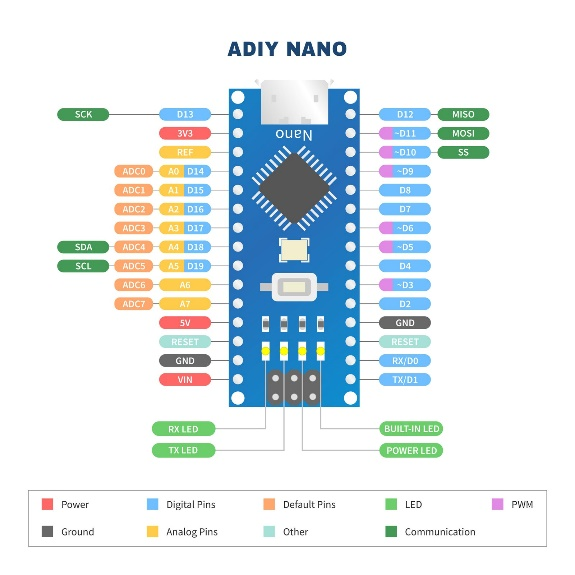 ADIY NANO
SCK D13 D12 MISO
3V3 ~D11 MOSI
Nano
REF ~D10 SS
ADC0 A0 D14 ~D9
ADC1 A1 D15 D8
ADC2 A2 D16 D7
ADC3 A3 D17 ~D6
SDA ADC4 A4 D18 ~D5
SCL ADC5 A5 D19 D4
ADC6 A6 ~D3
ADC7 A7 D2
5V GND
RESET RESET
GND RX/D0
VIN TX/D1
RX LED BUILT-IN LED
TX LED POWER LED
Power Digital Pins Default Pins LED PWM
Ground Analog Pins Other Communication